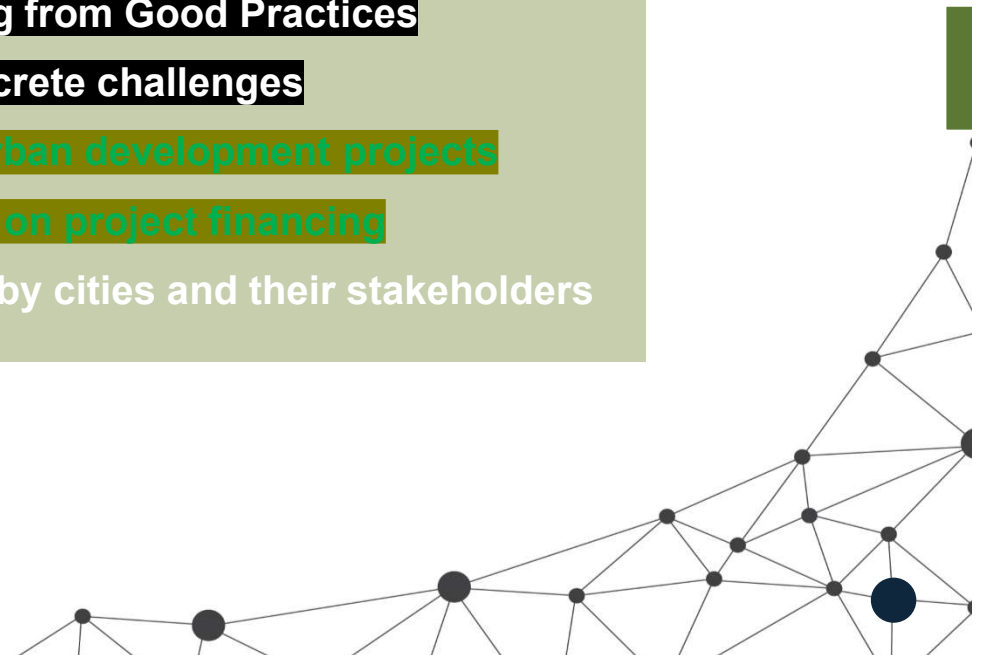 g from Good Practices
crete challenges
rban development projects
on project financing
by cities and their stakeholders